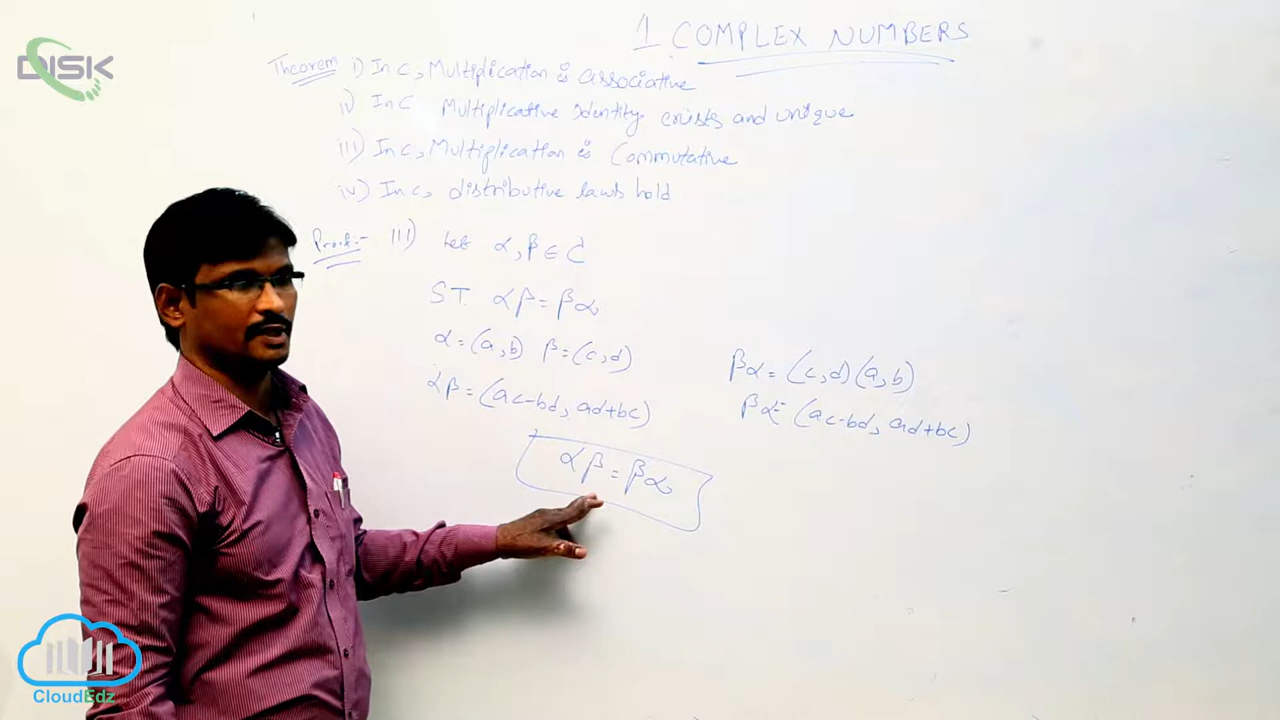 DISK
1 COMPLEX NUMBERS
Theorem i) In C, Multiplication is associative
ii) In C Multiplicative Identity exists and unique
iii) In C, Multiplication is Commutative
iv) In C, distributive laws hold
Proof:- III) Let α, β ∈ C
ST. αβ = βα
α = (a, b) β = (c, d)
αβ = (ac-bd, ad+bc)
βα = (c, d)(a, b)
βα = (ac-bd, ad+bc)
αβ = βα
CloudEdz